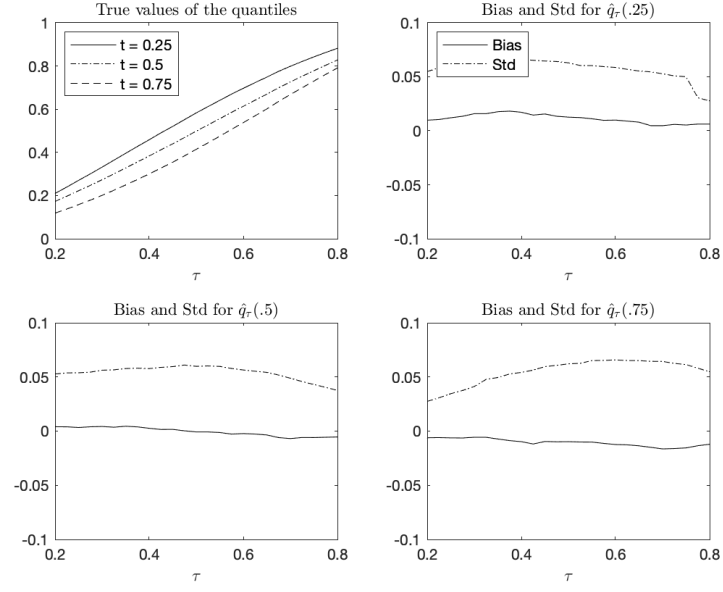 True values of the quantiles
1
0.8
0.6
0.4
0.2
0
t = 0.25
t = 0.5
t = 0.75
0.2 0.4 0.6 0.8
τ
Bias and Std for q̂τ(.25)
0.1
0.05
0
-0.05
-0.1
Bias
Std
0.2 0.4 0.6 0.8
τ
Bias and Std for q̂τ(.5)
0.1
0.05
0
-0.05
-0.1
0.2 0.4 0.6 0.8
τ
Bias and Std for q̂τ(.75)
0.1
0.05
0
-0.05
-0.1
0.2 0.4 0.6 0.8
τ